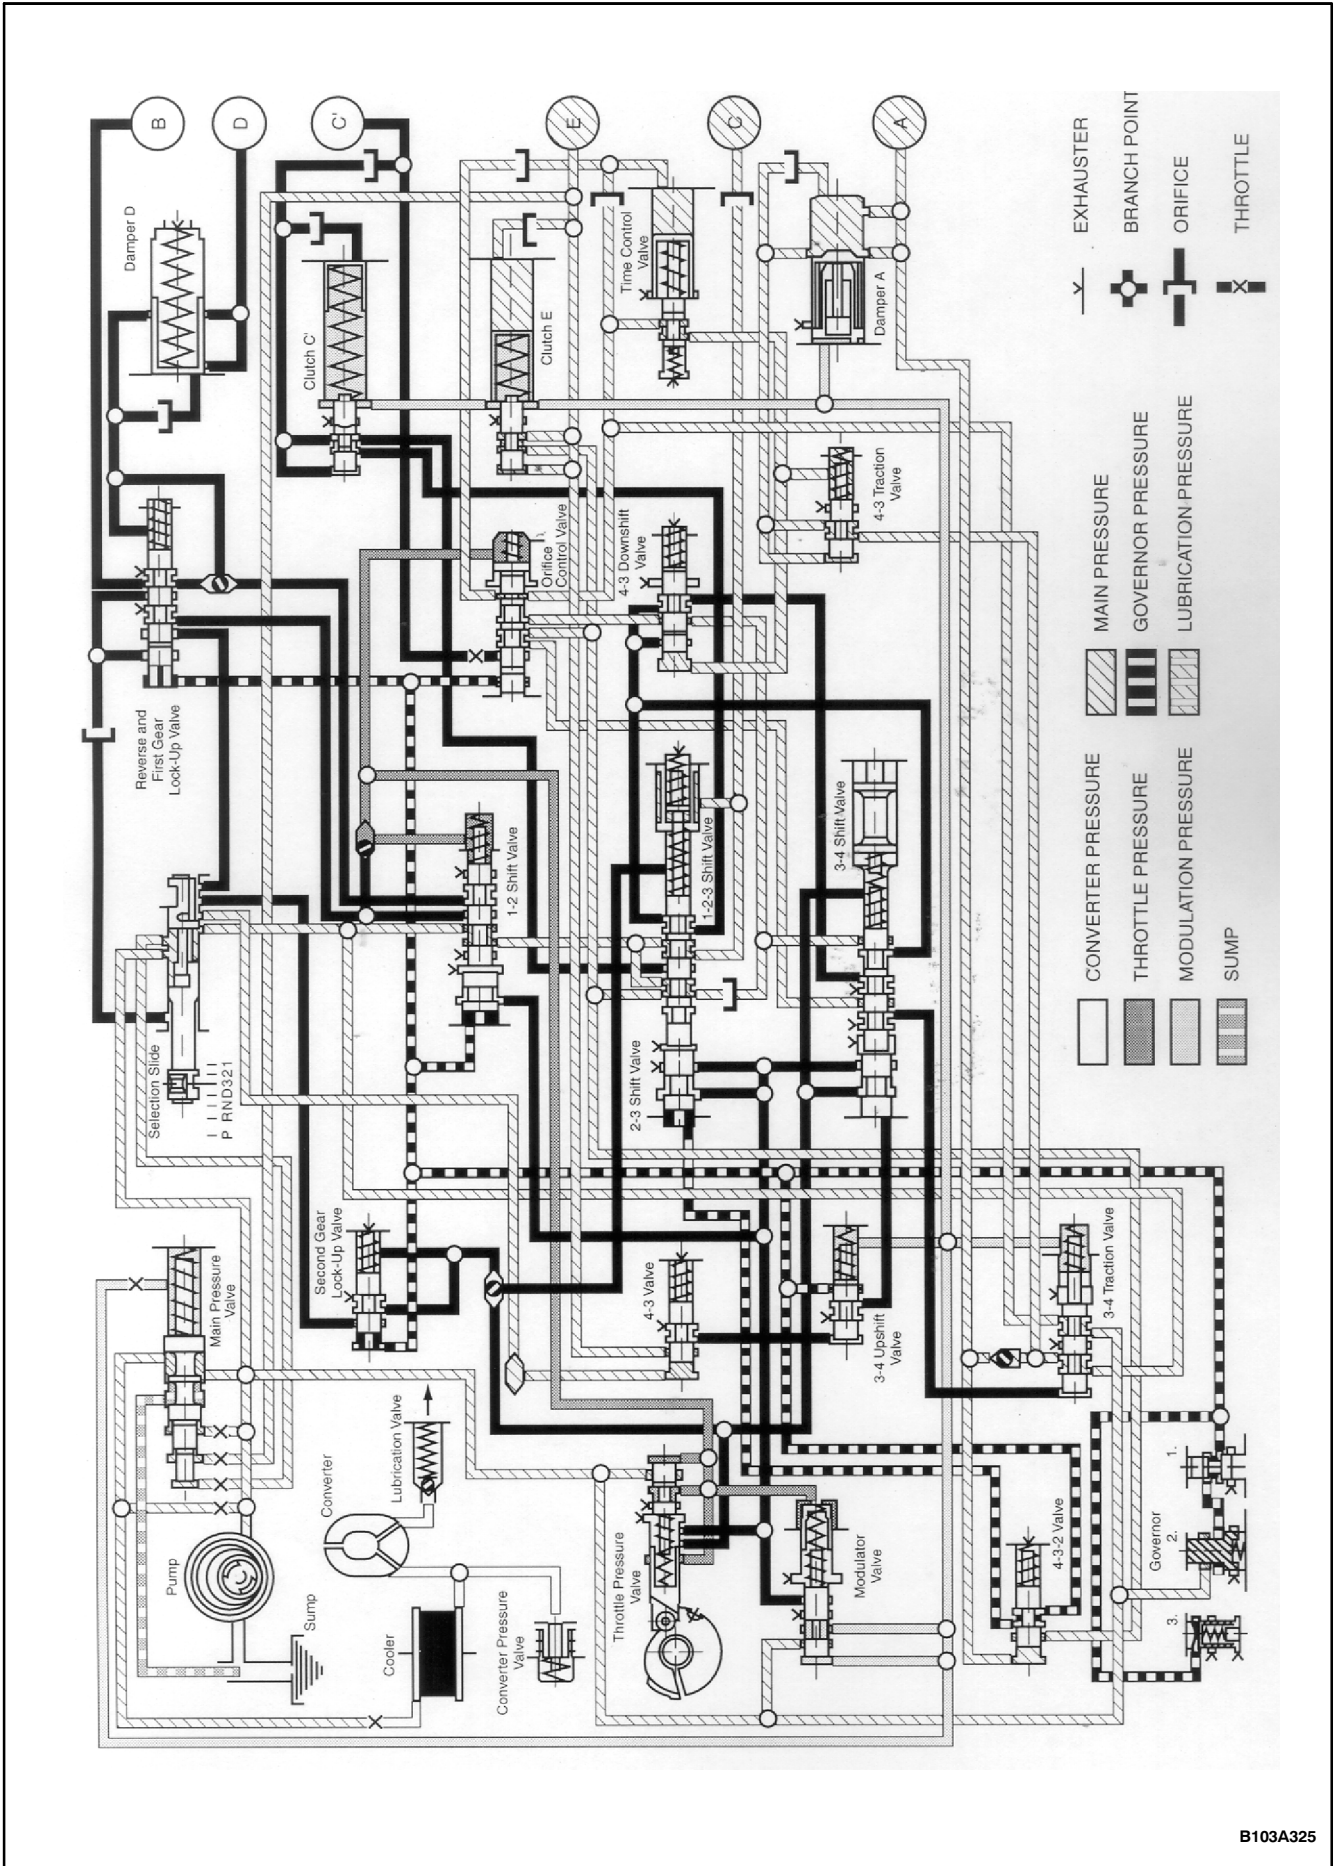 B
D
C'
E
C
A
Damper D
Clutch C'
Clutch E
Time Control
Valve
Damper A
Orifice
Control Valve
4-3 Downshift
Valve
4-3 Traction
Valve
Reverse and
First Gear
Lock-Up Valve
1-2 Shift Valve
1-2-3 Shift Valve
3-4 Shift Valve
Selection Slide
P RND321
2-3 Shift Valve
Main Pressure
Valve
Second Gear
Lock-Up Valve
4-3 Valve
3-4 Upshift
Valve
3-4 Traction Valve
Pump
Sump
Converter
Lubrication Valve
Cooler
Converter Pressure
Valve
Throttle Pressure
Valve
Modulator
Valve
4-3-2 Valve
Governor
1.
2.
3.
CONVERTER PRESSURE
THROTTLE PRESSURE
MODULATION PRESSURE
SUMP
MAIN PRESSURE
GOVERNOR PRESSURE
LUBRICATION PRESSURE
EXHAUSTER
BRANCH POINT
ORIFICE
THROTTLE
B103A325